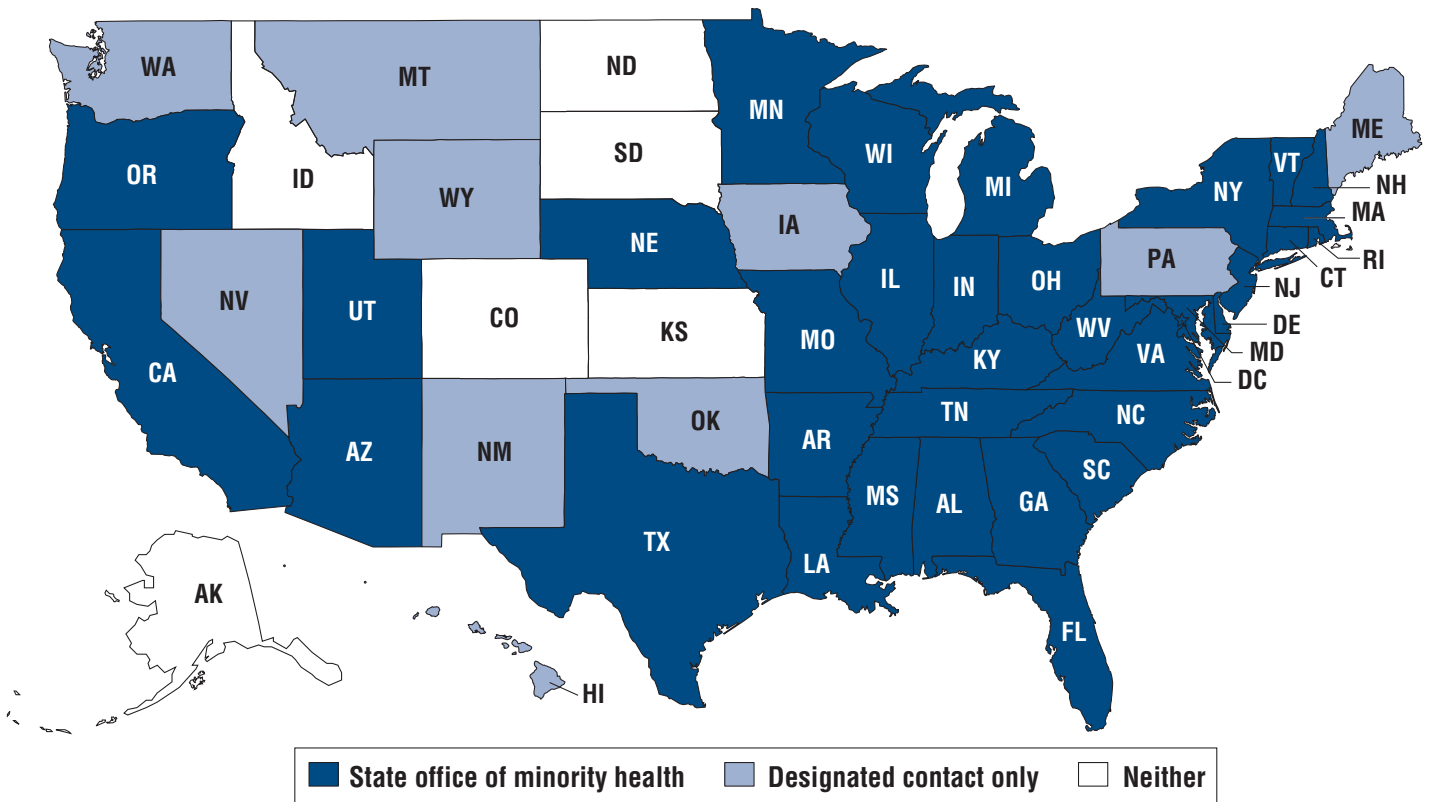 WA
MT
ND
MN
ME
OR
ID
SD
WI
MI
VT
NY
NH
WY
MA
IA
NE
PA
RI
CT
NV
UT
CO
KS
IL
IN
OH
NJ
DE
WV
MD
MO
KY
VA
DC
CA
AZ
NM
OK
AR
TN
NC
SC
MS
AL
GA
TX
LA
AK
FL
HI
State office of minority health
Designated contact only
Neither